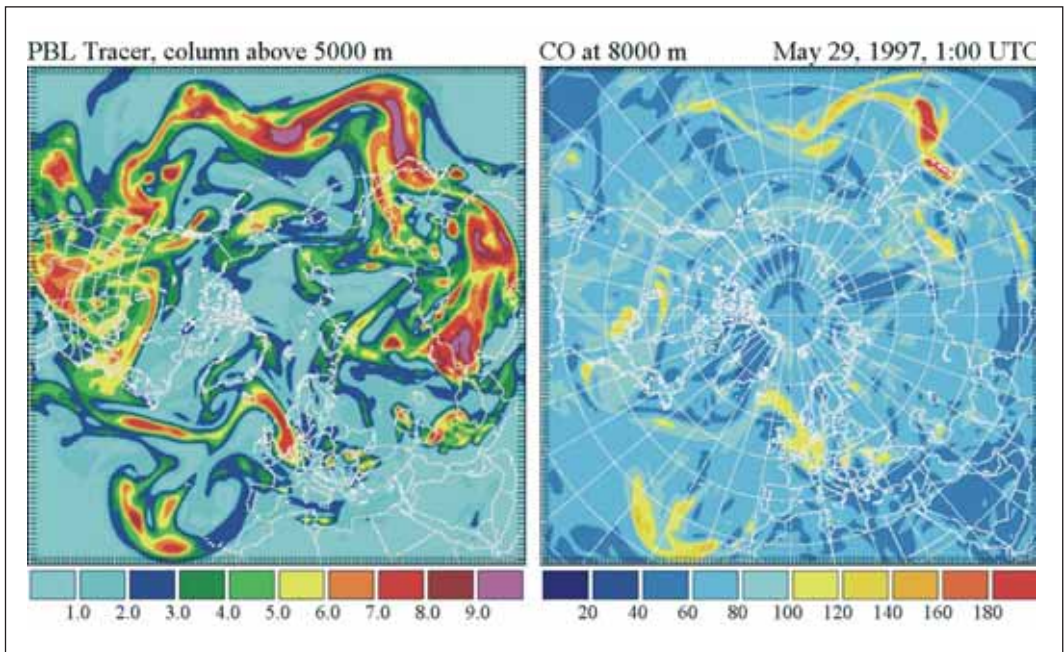 PBL Tracer, column above 5000 m
CO at 8000 m May 29, 1997, 1:00 UTC
1.0 2.0 3.0 4.0 5.0 6.0 7.0 8.0 9.0
20 40 60 80 100 120 140 160 180